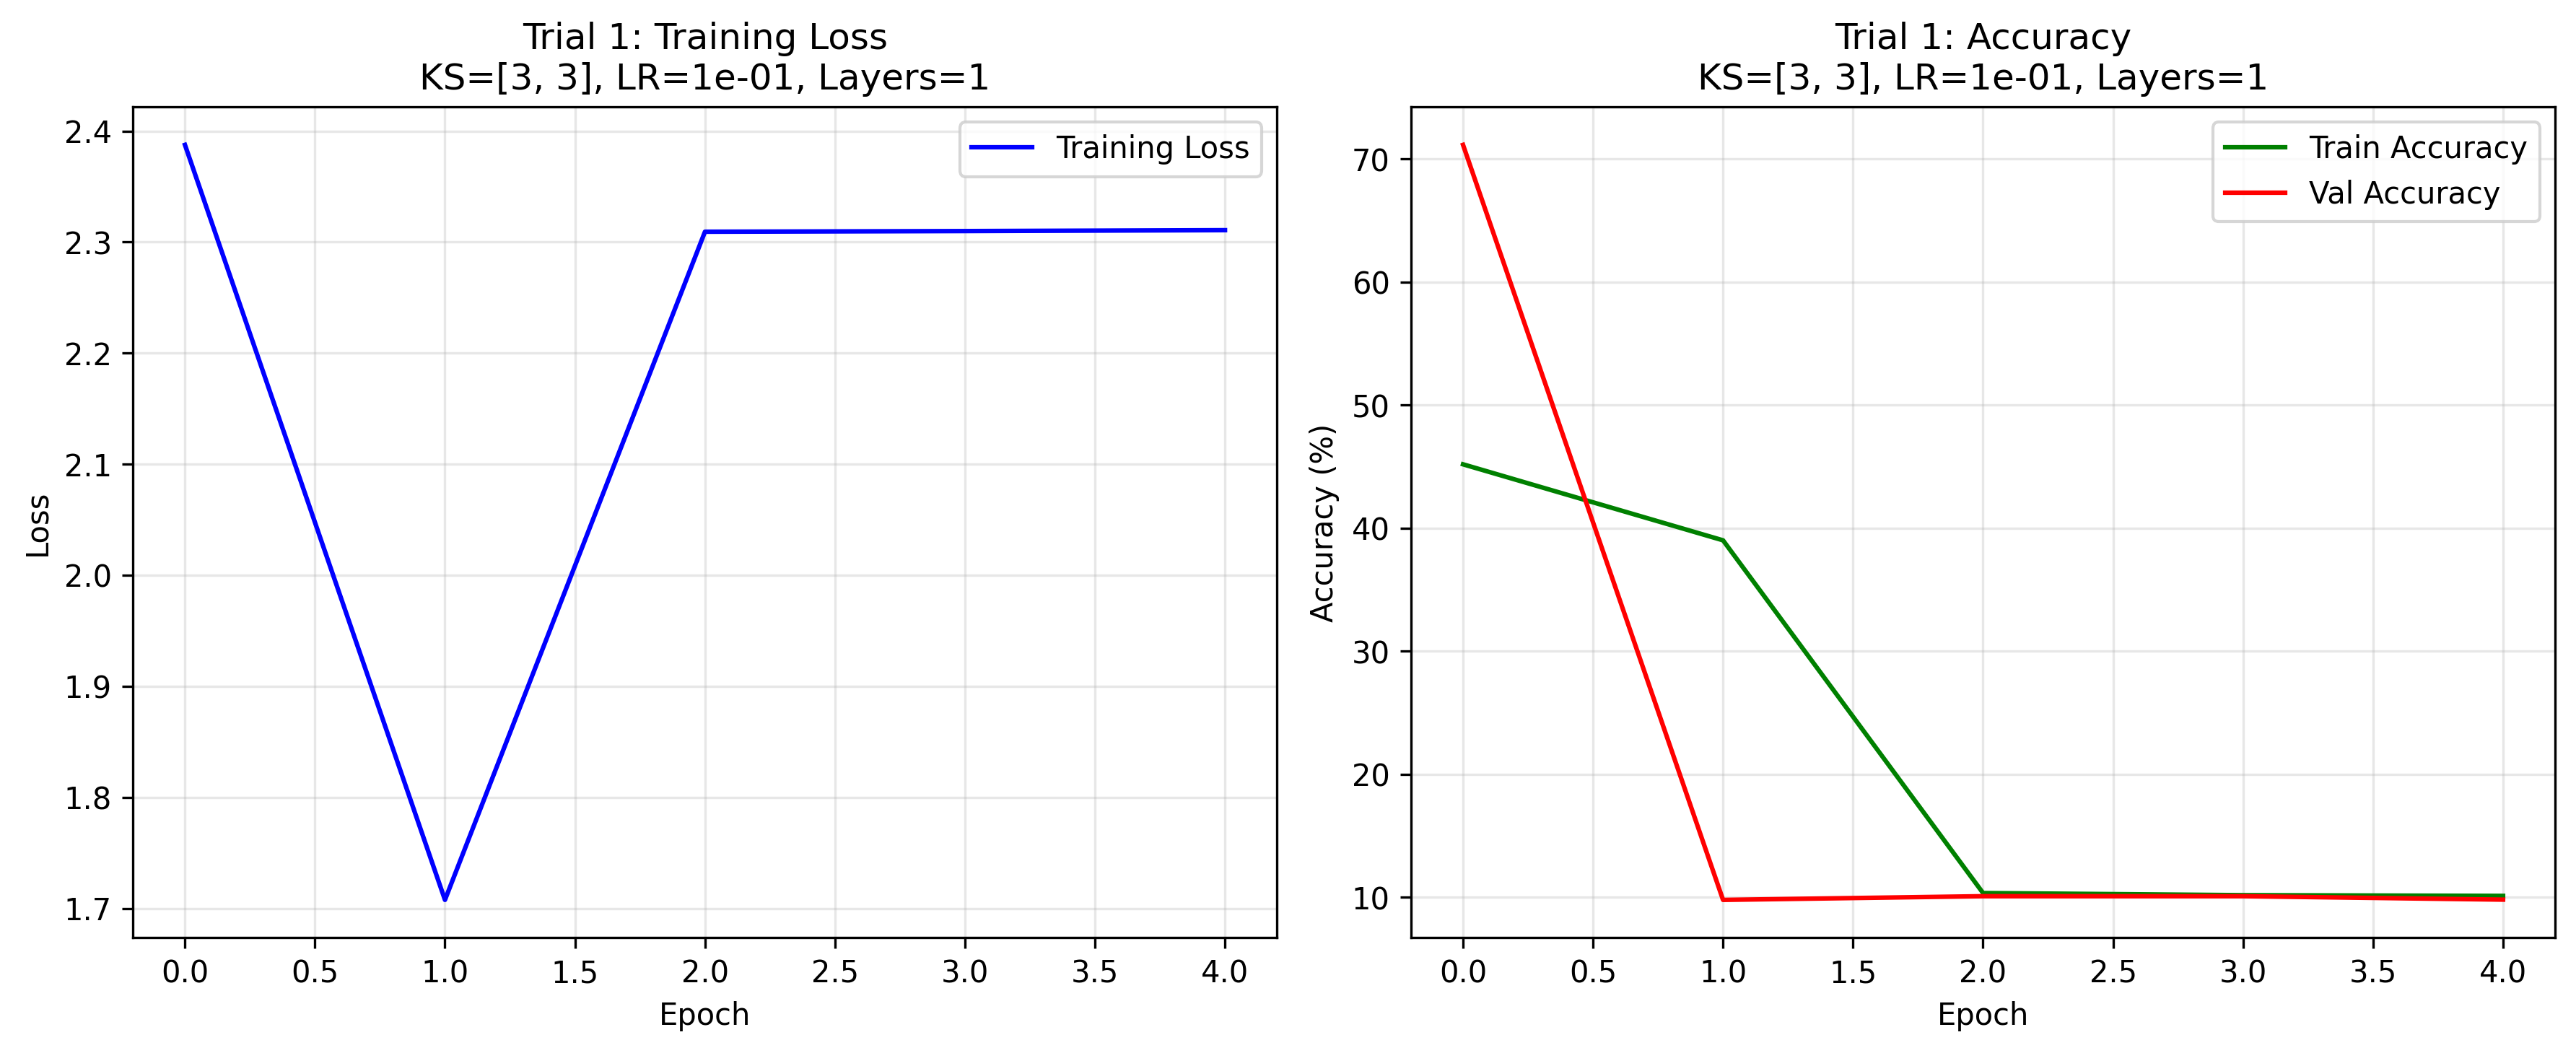 Trial 1: Training Loss
KS=[3, 3], LR=1e-01, Layers=1
Training Loss
2.4
2.3
2.2
2.1
2.0
1.9
1.8
1.7
Loss
0.0 0.5 1.0 1.5 2.0 2.5 3.0 3.5 4.0
Epoch
Trial 1: Accuracy
KS=[3, 3], LR=1e-01, Layers=1
Train Accuracy
Val Accuracy
70
60
50
40
30
20
10
Accuracy (%)
0.0 0.5 1.0 1.5 2.0 2.5 3.0 3.5 4.0
Epoch